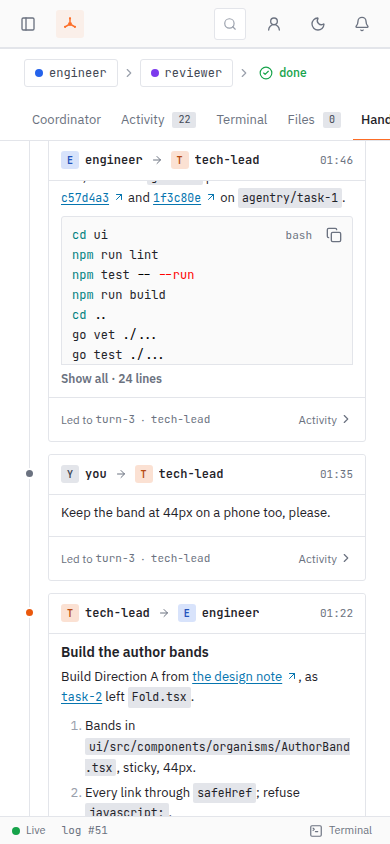 engineer > reviewer > done
Coordinator Activity 22 Terminal Files 0 Hand
E engineer → T tech-lead 01:46
c57d4a3 ↗ and 1f3c80e ↗ on agentry/task-1.
bash
cd ui
npm run lint
npm test -- --run
npm run build
cd ..
go vet ./...
go test ./...
Show all · 24 lines
Led to turn-3 · tech-lead Activity >
Y you → T tech-lead 01:35
Keep the band at 44px on a phone too, please.
Led to turn-3 · tech-lead Activity >
T tech-lead → E engineer 01:22
Build the author bands
Build Direction A from the design note ↗, as
task-2 left Fold.tsx.
1. Bands in
ui/src/components/organisms/AuthorBand
.tsx, sticky, 44px.
2. Every link through safeHref; refuse
javascript:.
Live log #51 Terminal